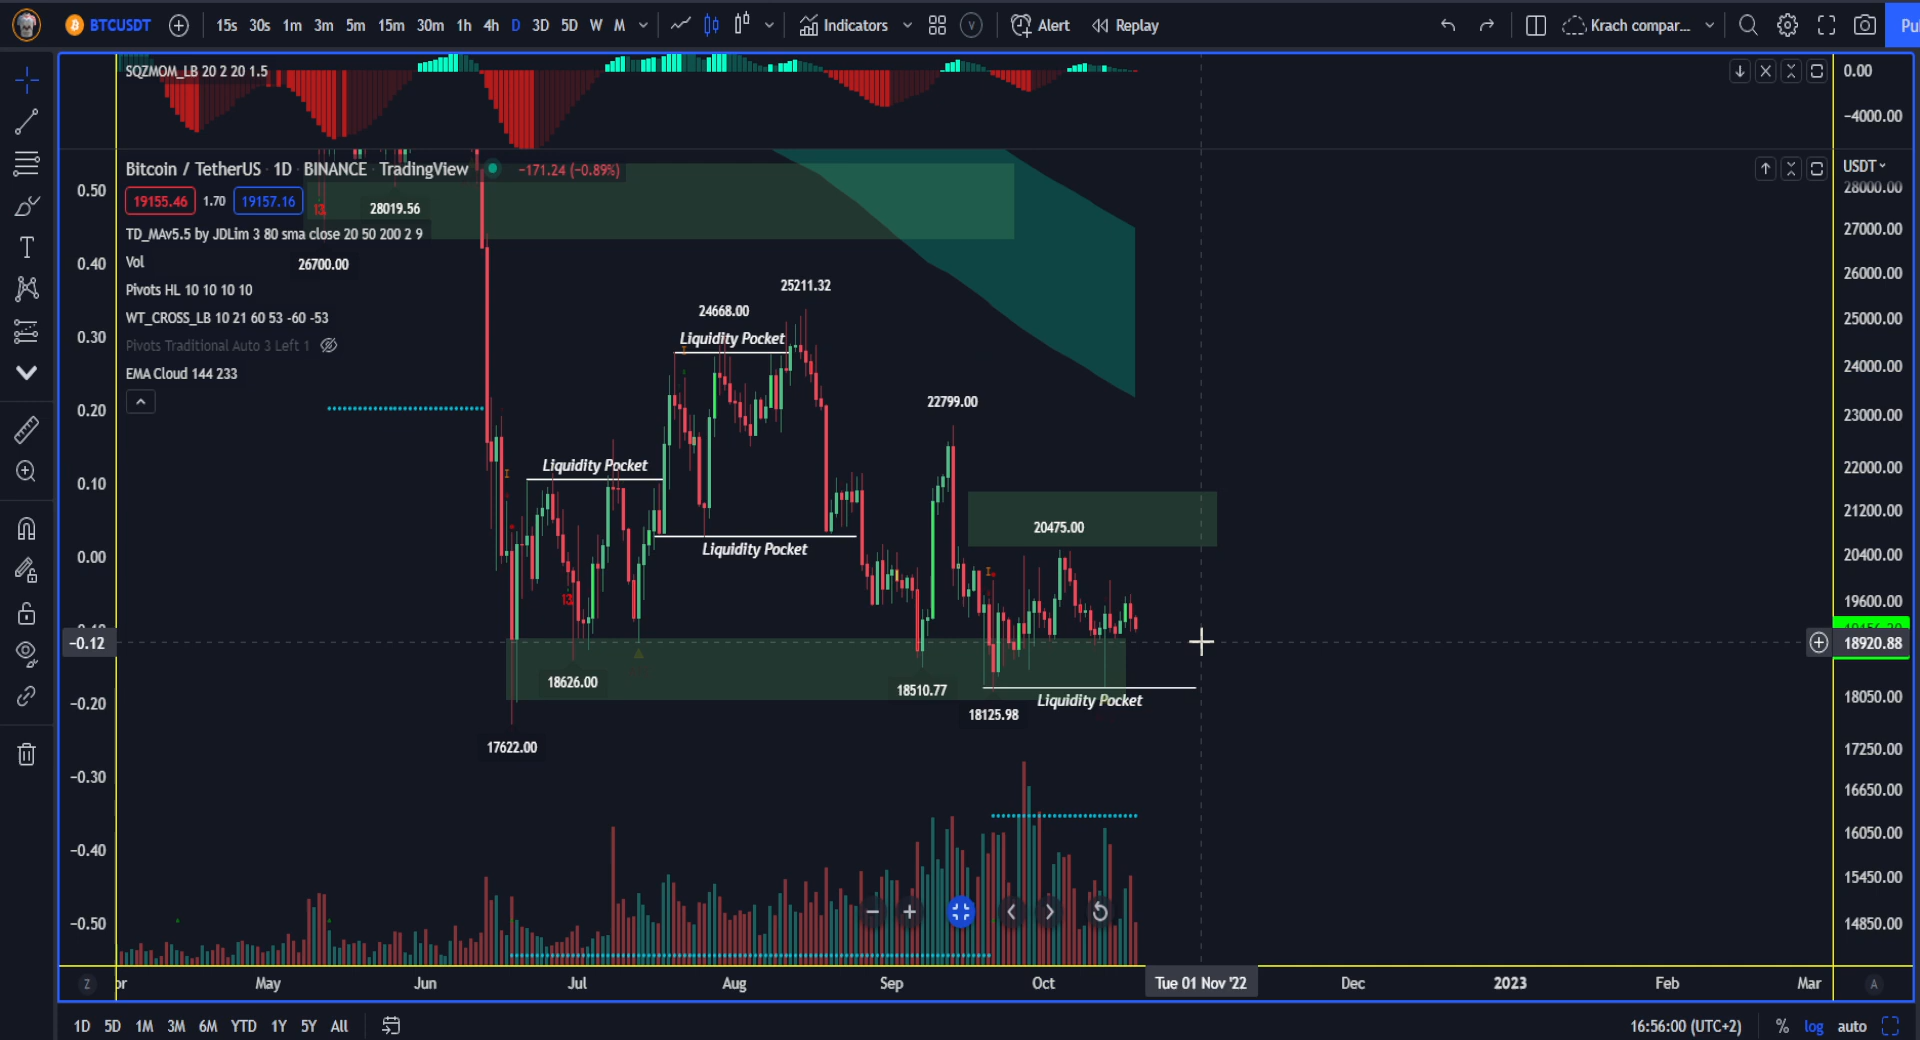 BTCUSDT 15s 30s 1m 3m 5m 15m 30m 1h 4h D 3D 5D W M Indicators V Alert Replay Krach compar... Pu
SQZMOM_LB 20 2 20 1.5
0.00
-4000.00
Bitcoin / TetherUS 1D BINANCE TradingView -171.24 (-0.89%)
USDT
19155.46 1.70 19157.16
TD_MAv5.5 by JDLim 3 80 sma close 20 50 200 2 9
Vol
Pivots HL 10 10 10 10
WT_CROSS_LB 10 21 60 53 -60 -53
Pivots Traditional Auto 3 Left 1
EMA Cloud 144 233
0.50
0.40
0.30
0.20
0.10
0.00
-0.12
-0.20
-0.30
-0.40
-0.50
13
28019.56
26700.00
25211.32
24668.00
Liquidity Pocket
22799.00
Liquidity Pocket
20475.00
Liquidity Pocket
13
18626.00
18510.77
Liquidity Pocket
18125.98
17622.00
28000.00
27000.00
26000.00
25000.00
24000.00
23000.00
22000.00
21200.00
20400.00
19600.00
18920.88
18050.00
17250.00
16650.00
16050.00
15450.00
14850.00
Z May Jun Jul Aug Sep Oct Tue 01 Nov '22 Dec 2023 Feb Mar A
1D 5D 1M 3M 6M YTD 1Y 5Y All 16:56:00 (UTC+2) % log auto